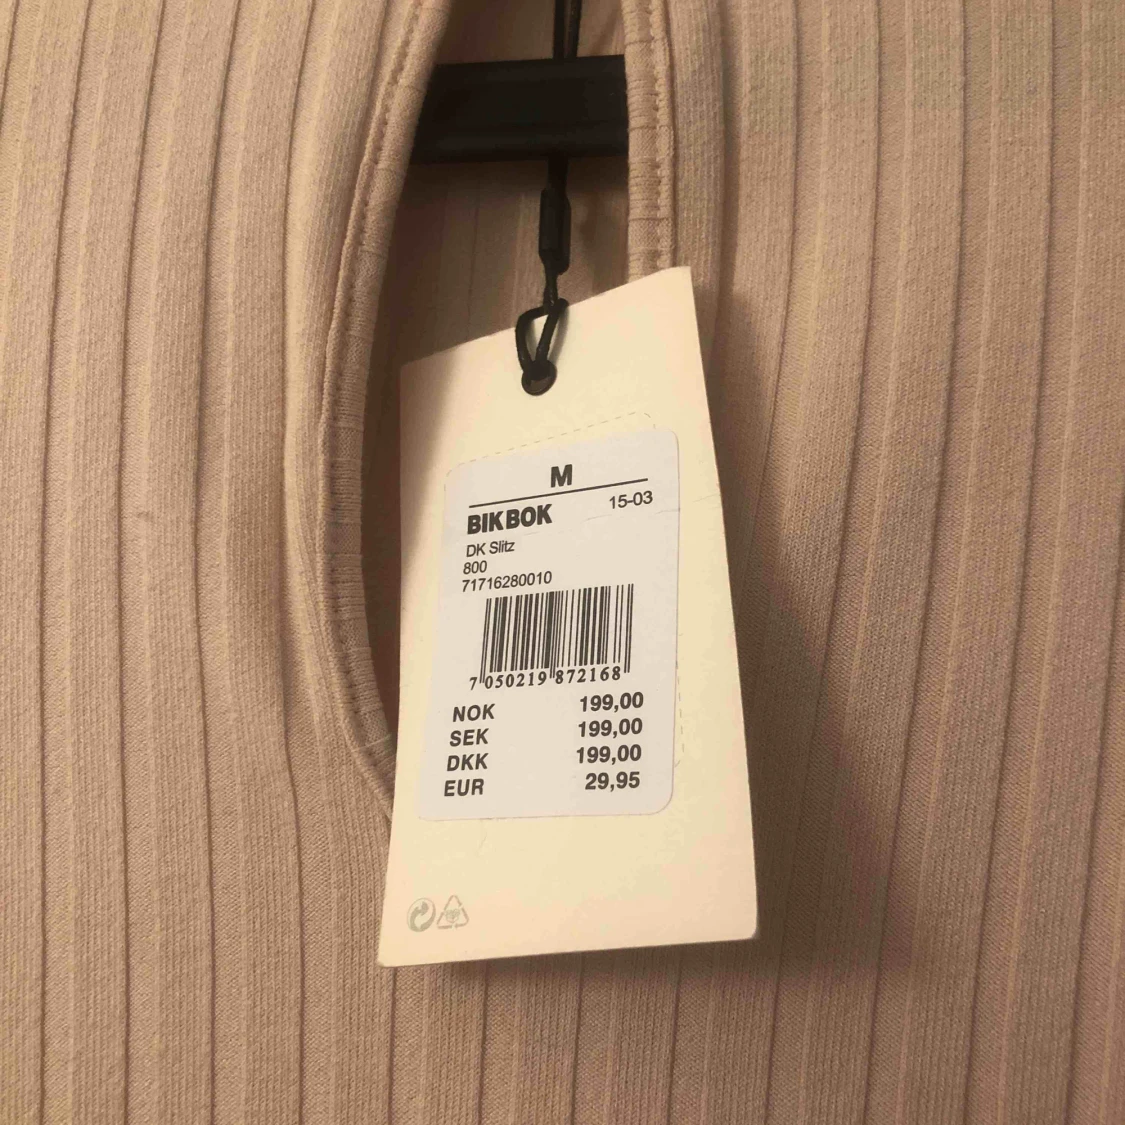 M
BIKBOK 15-03
DK Slitz
800
71716280010
7 050219 872168
NOK 199,00
SEK 199,00
DKK 199,00
EUR 29,95